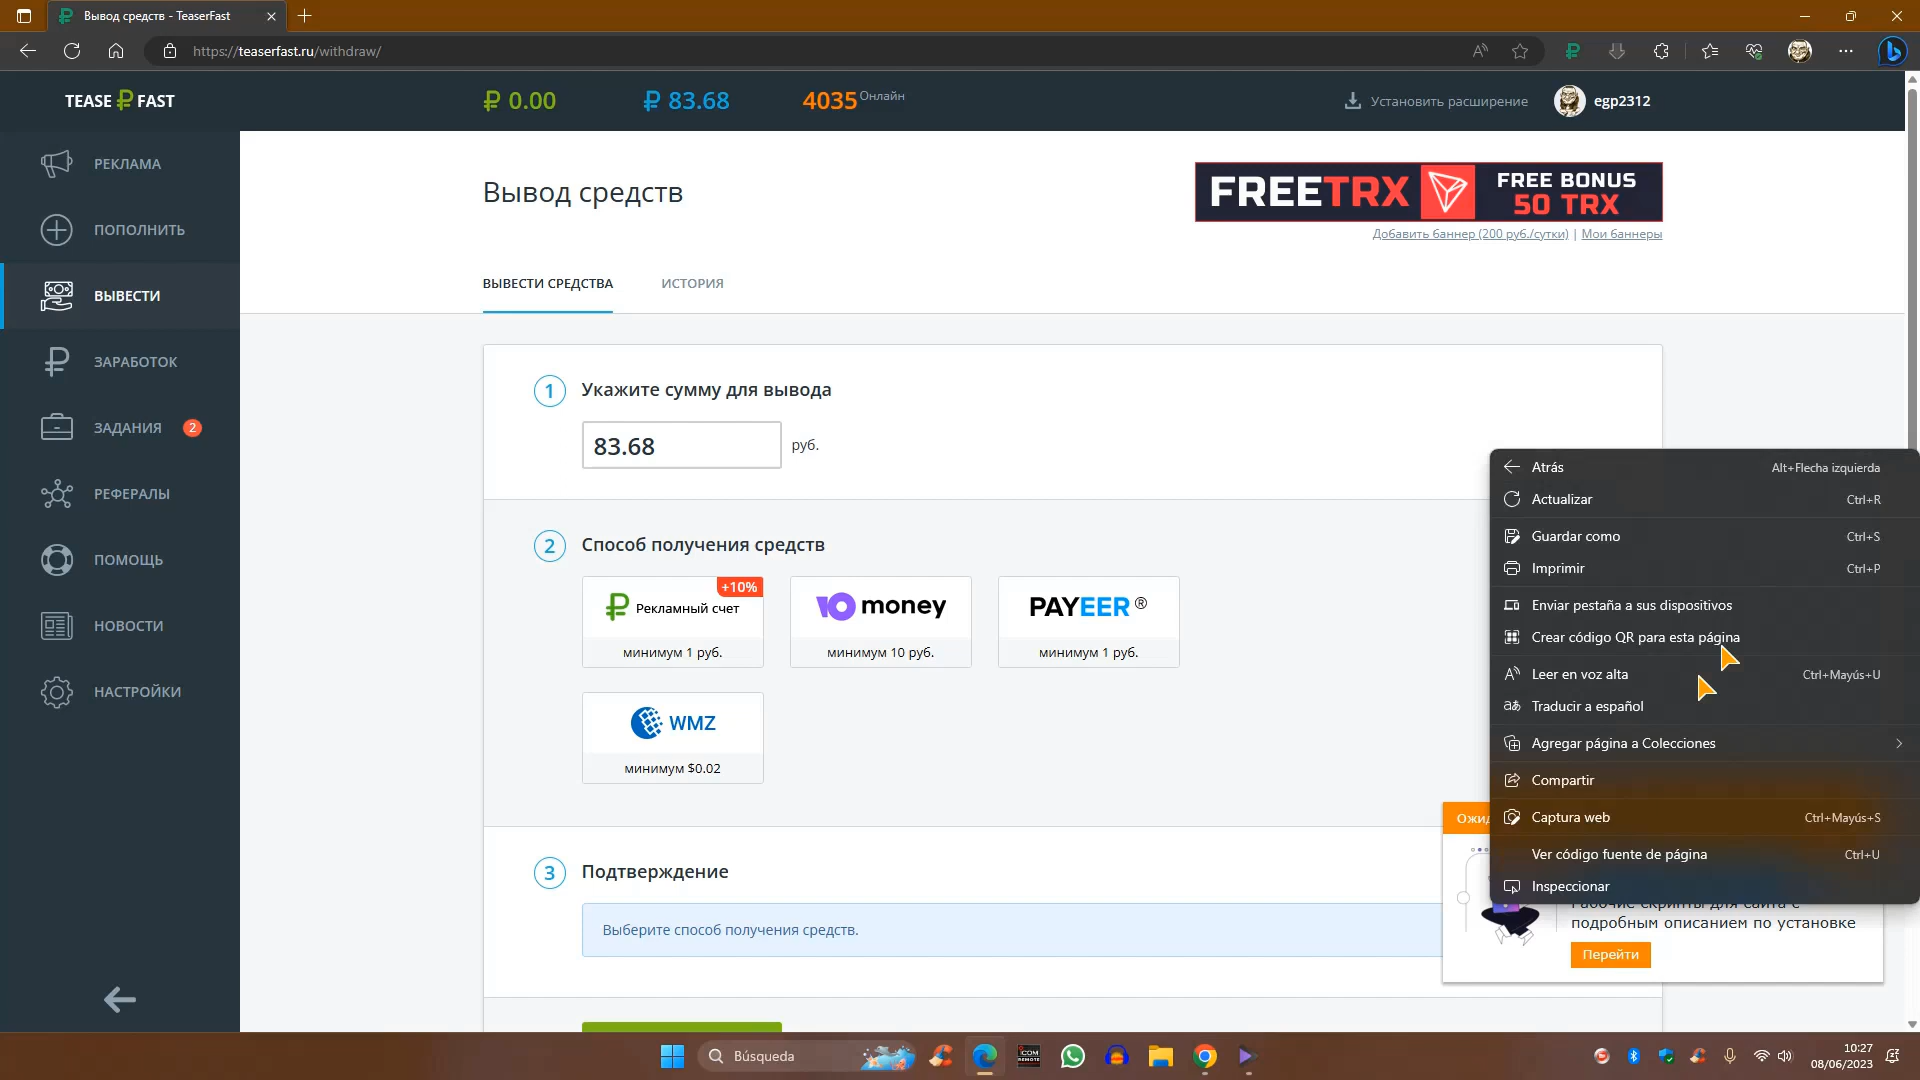 Вывод средств - TeaserFast
https://teaserfast.ru/withdraw/
TEASE FAST
₽ 0.00
₽ 83.68
4035 Онлайн
Установить расширение
egp2312
РЕКЛАМА
ПОПОЛНИТЬ
ВЫВЕСТИ
ЗАРАБОТОК
ЗАДАНИЯ 2
РЕФЕРАЛЫ
ПОМОЩЬ
НОВОСТИ
НАСТРОЙКИ
Вывод средств
FREETRX
FREE BONUS
50 TRX
Добавить баннер (200 руб./сутки) | Мои баннеры
ВЫВЕСТИ СРЕДСТВА
ИСТОРИЯ
1 Укажите сумму для вывода
83.68 руб.
2 Способ получения средств
+10%
₽ Рекламный счет
минимум 1 руб.
Ю money
минимум 10 руб.
PAYEER ®
минимум 1 руб.
WMZ
минимум $0.02
3 Подтверждение
Выберите способ получения средств.
Atrás Alt+Flecha izquierda
Actualizar Ctrl+R
Guardar como Ctrl+S
Imprimir Ctrl+P
Enviar pestaña a sus dispositivos
Crear código QR para esta página
Leer en voz alta Ctrl+Mayús+U
Traducir a español
Agregar página a Colecciones
Compartir
Captura web Ctrl+Mayús+S
Ver código fuente de página Ctrl+U
Inspeccionar
подробным описанием по установке
Перейти
Búsqueda
ICOM
REMOTE
10:27
08/06/2023